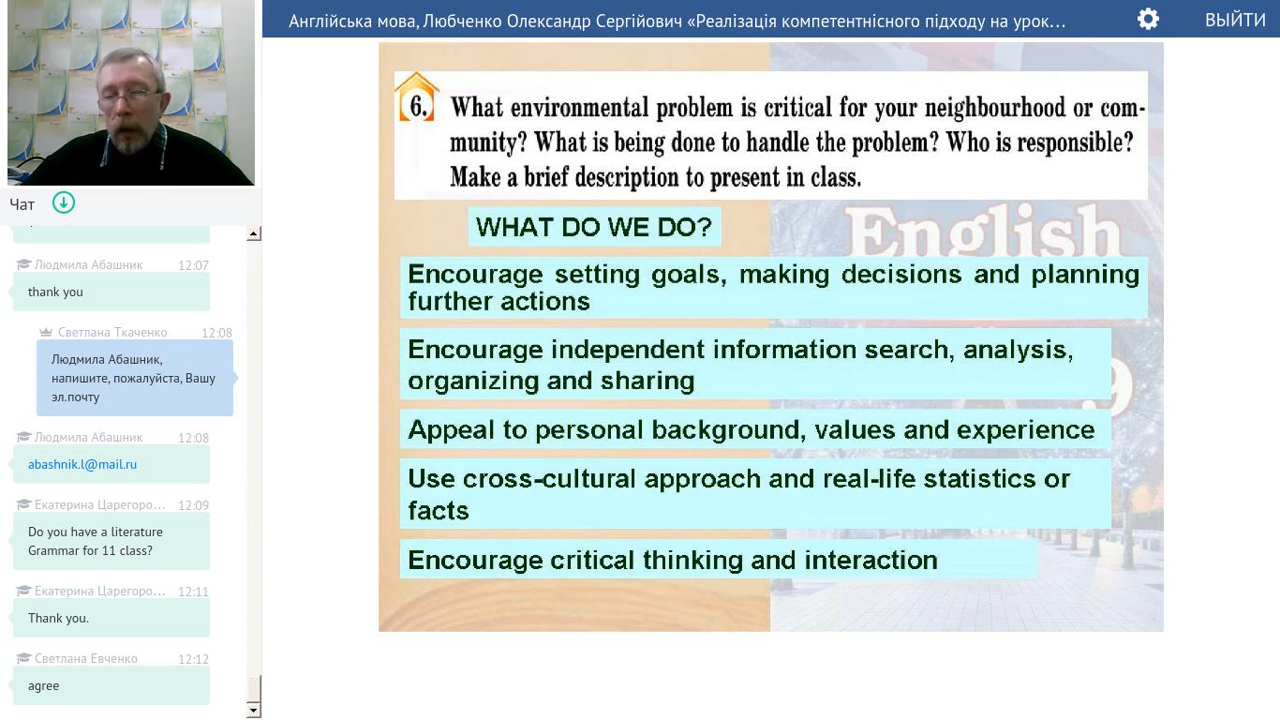 Англійська мова, Любченко Олександр Сергійович «Реалізація компетентнісного підходу на урок...
ВЫЙТИ
Чат
Людмила Абашник 12:07
thank you
Светлана Ткаченко 12:08
Людмила Абашник,
напишите, пожалуйста, Вашу
эл.почту
Людмила Абашник 12:08
abashnik.l@mail.ru
Екатерина Царегоро... 12:09
Do you have a literature
Grammar for 11 class?
Екатерина Царегоро... 12:11
Thank you.
Светлана Евченко 12:12
agree
6. What environmental problem is critical for your neighbourhood or com-
munity? What is being done to handle the problem? Who is responsible?
Make a brief description to present in class.
WHAT DO WE DO?
English
Encourage setting goals, making decisions and planning
further actions
Encourage independent information search, analysis,
organizing and sharing
9
Appeal to personal background, values and experience
Use cross-cultural approach and real-life statistics or
facts
Encourage critical thinking and interaction